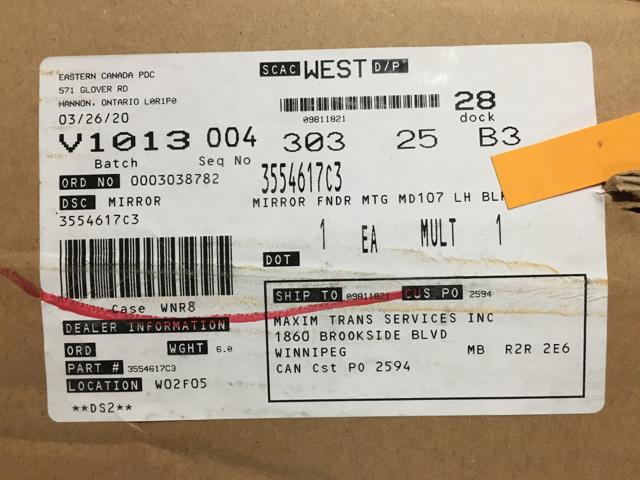 EASTERN CANADA PDC
571 GLOVER RD
HANNON, ONTARIO L0R1P0
03/26/20
SCAC WEST D/P
09811821
28
dock
V1013 004 303 25 B3
Batch Seq No
ORD NO 0003038782
3554617C3
DSC MIRROR
MIRROR FNDR MTG MD107 LH
3554617C3
1 EA MULT 1
DOT
Case WNR8
DEALER INFORMATION
ORD WGHT 6.0
PART # 3554617C3
LOCATION W02F05
**DS2**
SHIP TO 09811821 CUS PO 2594
MAXIM TRANS SERVICES INC
1860 BROOKSIDE BLVD
WINNIPEG MB R2R 2E6
CAN Cst PO 2594